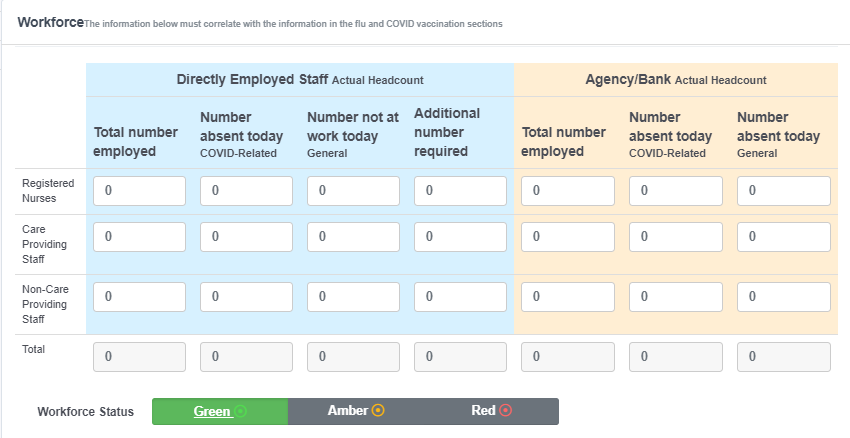 Workforce The information below must correlate with the information in the flu and COVID vaccination sections
Directly Employed Staff Actual Headcount Agency/Bank Actual Headcount
Total number employed
Number absent today COVID-Related
Number not at work today General
Additional number required
Total number employed
Number absent today COVID-Related
Number absent today General
Registered Nurses 0 0 0 0 0 0 0
Care Providing Staff 0 0 0 0 0 0 0
Non-Care Providing Staff 0 0 0 0 0 0 0
Total 0 0 0 0 0 0 0
Workforce Status Green Amber Red